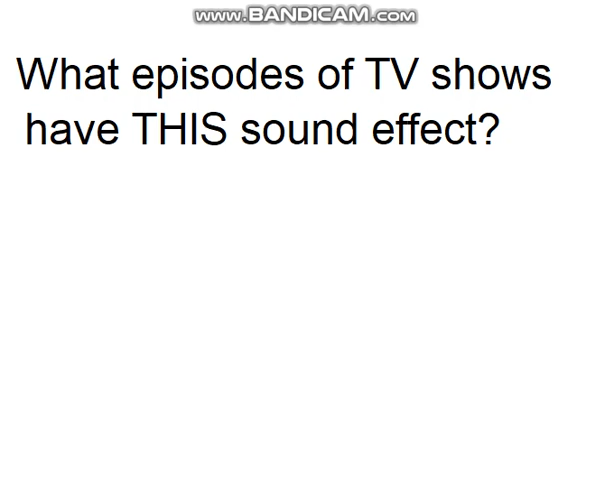 www.BANDICAM.com
What episodes of TV shows
have THIS sound effect?